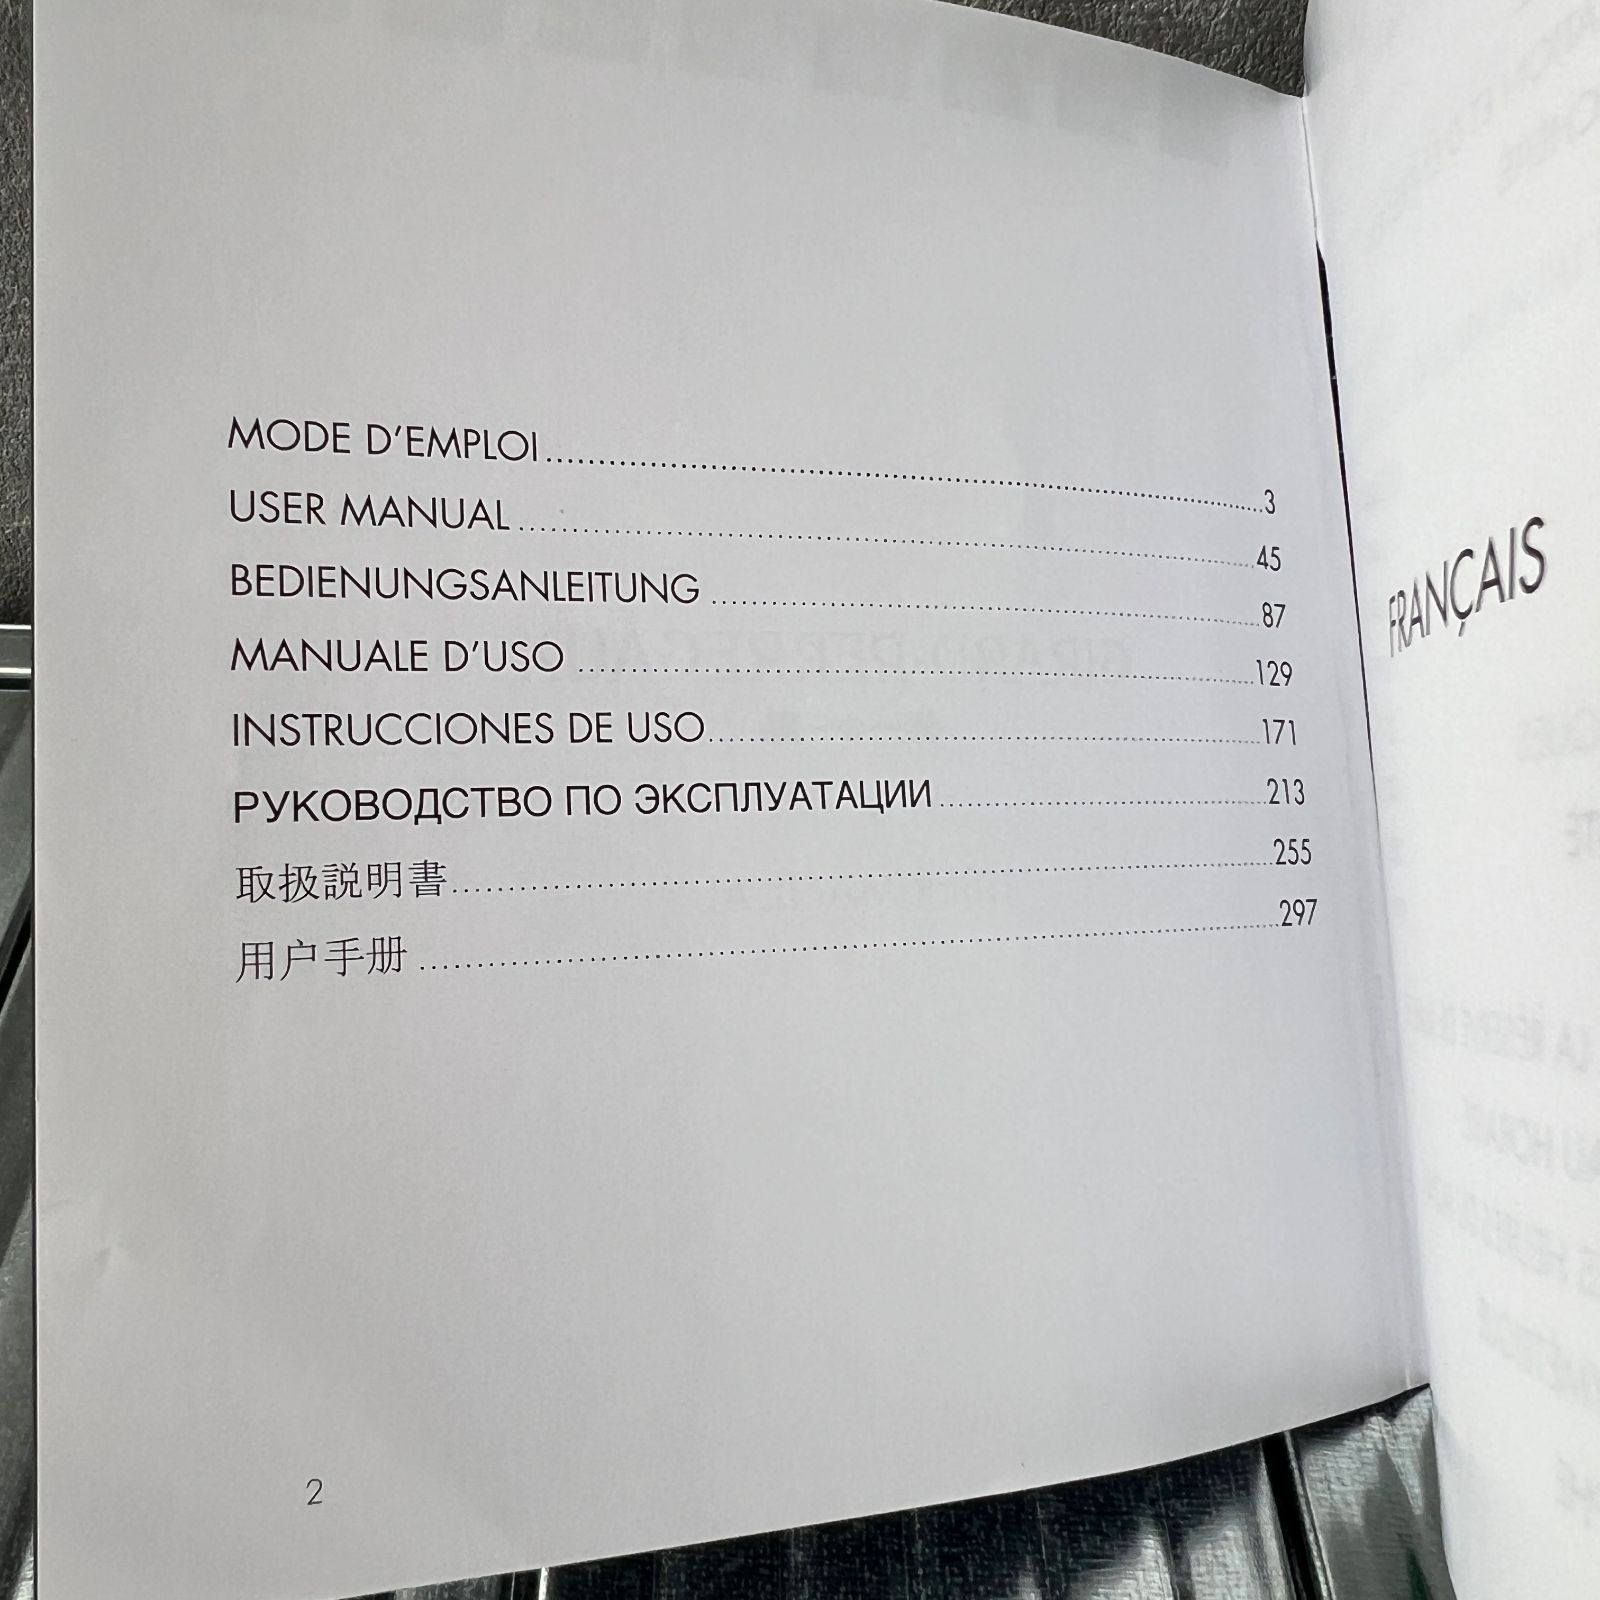 MODE D'EMPLOI 3
USER MANUAL 45
BEDIENUNGSANLEITUNG 87
MANUALE D'USO 129
INSTRUCCIONES DE USO 171
РУКОВОДСТВО ПО ЭКСПЛУАТАЦИИ 213
取扱説明書 255
用户手册 297
2
FRANÇAIS